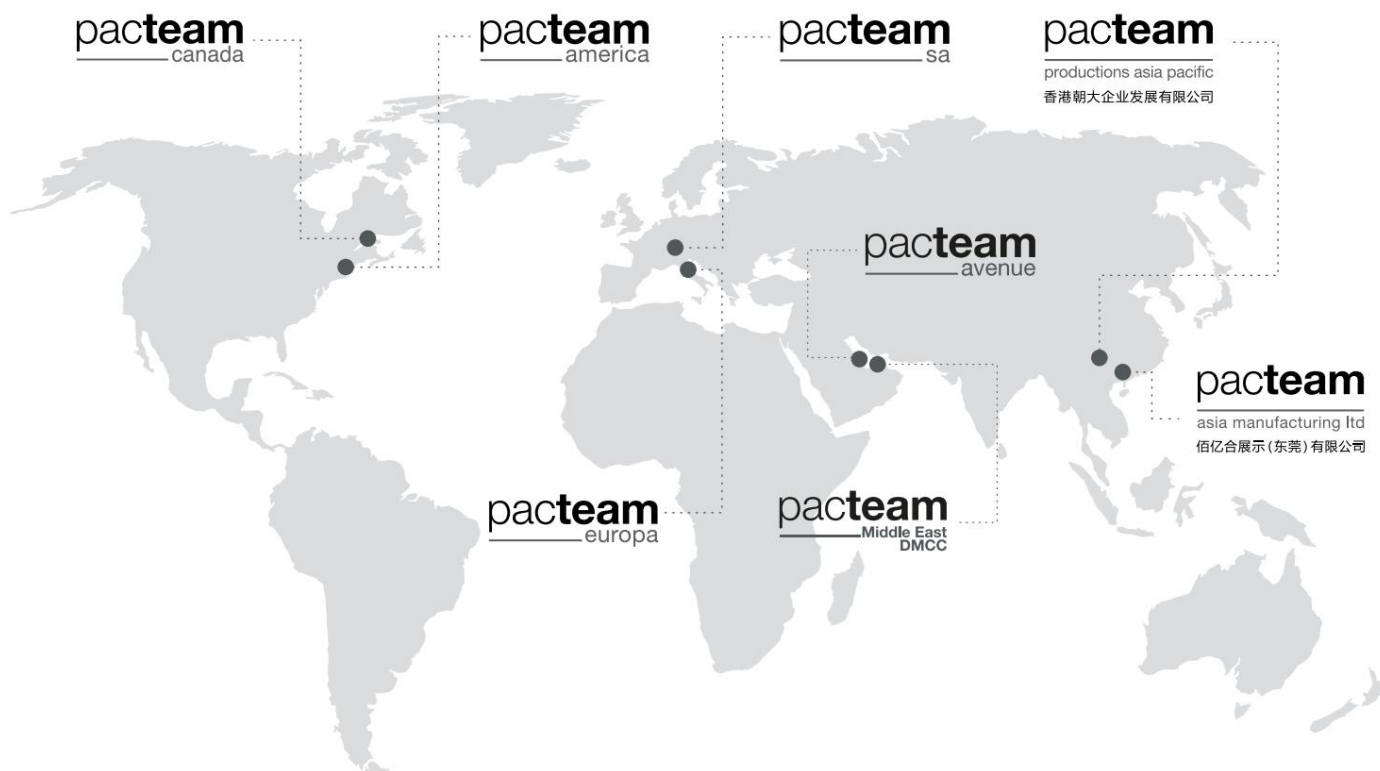 pacteam
canada
pacteam
america
pacteam
sa
pacteam
productions asia pacific
香港朝大企业发展有限公司
pacteam
avenue
pacteam
asia manufacturing ltd
佰亿合展示(东莞)有限公司
pacteam
europa
pacteam
Middle East
DMCC